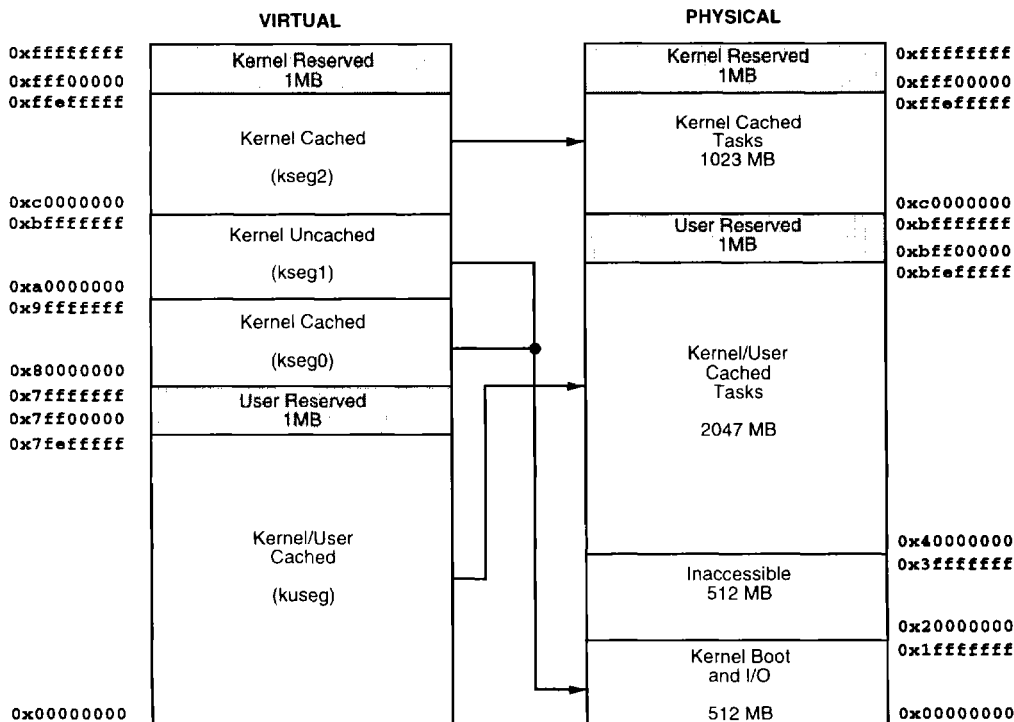 VIRTUAL
0xffffffff
Kernel Reserved
1MB
0xfff00000
0xffefffff
Kernel Cached
(kseg2)
0xc0000000
0xbfffffff
Kernel Uncached
(kseg1)
0xa0000000
0x9fffffff
Kernel Cached
(kseg0)
0x80000000
0x7fffffff
User Reserved
1MB
0x7ff00000
0x7fefffff
Kernel/User
Cached
(kuseg)
0x00000000
PHYSICAL
Kernel Reserved
1MB
0xffffffff
0xfff00000
0xffefffff
Kernel Cached
Tasks
1023 MB
0xc0000000
User Reserved
1MB
0xbfffffff
0xbff00000
0xbfefffff
Kernel/User
Cached
Tasks
2047 MB
0x40000000
0x3fffffff
Inaccessible
512 MB
0x20000000
0x1fffffff
Kernel Boot
and I/O
512 MB
0x00000000